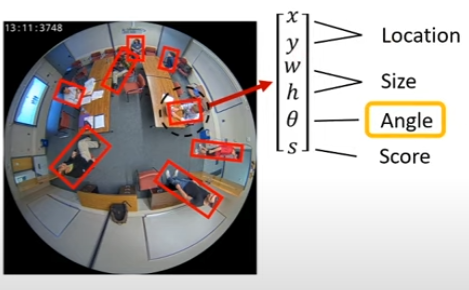 13:11:3748
x
y
w
h
θ
s
Location
Size
Angle
Score